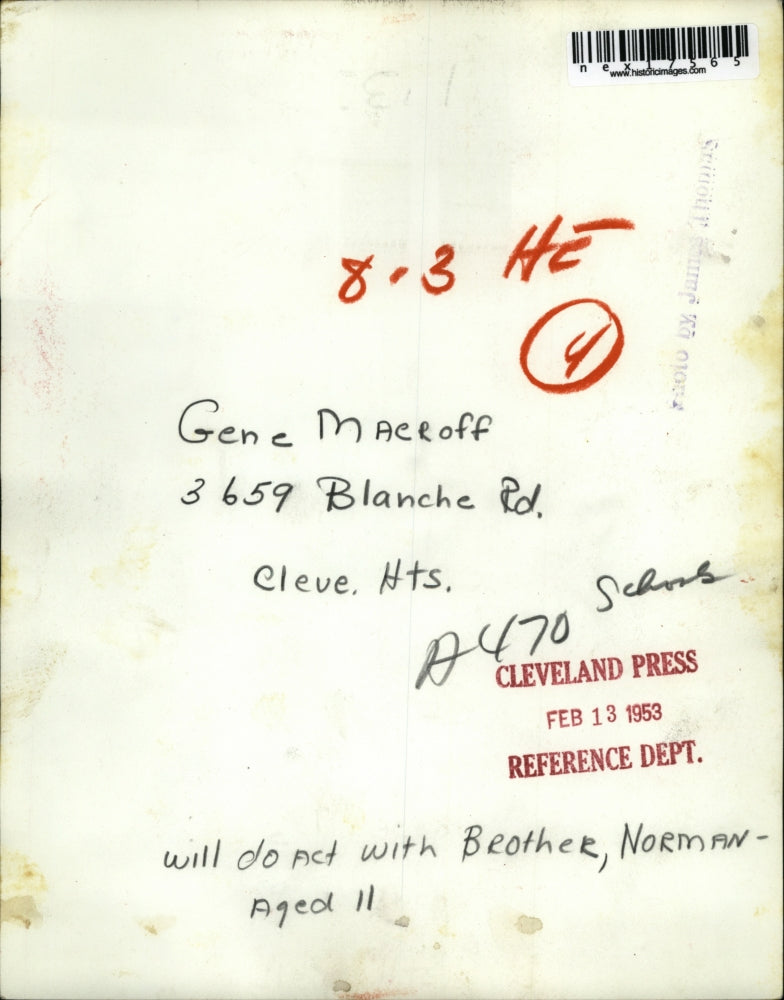 nex17565
www.historicimages.com
8-3 HE
4
Gene MAEROff
3659 Blanche Rd.
Cleve. Hts.
Schools
A470
CLEVELAND PRESS
FEB 13 1953
REFERENCE DEPT.
will do Act with BROtheR, NORMAN-
Aged 11